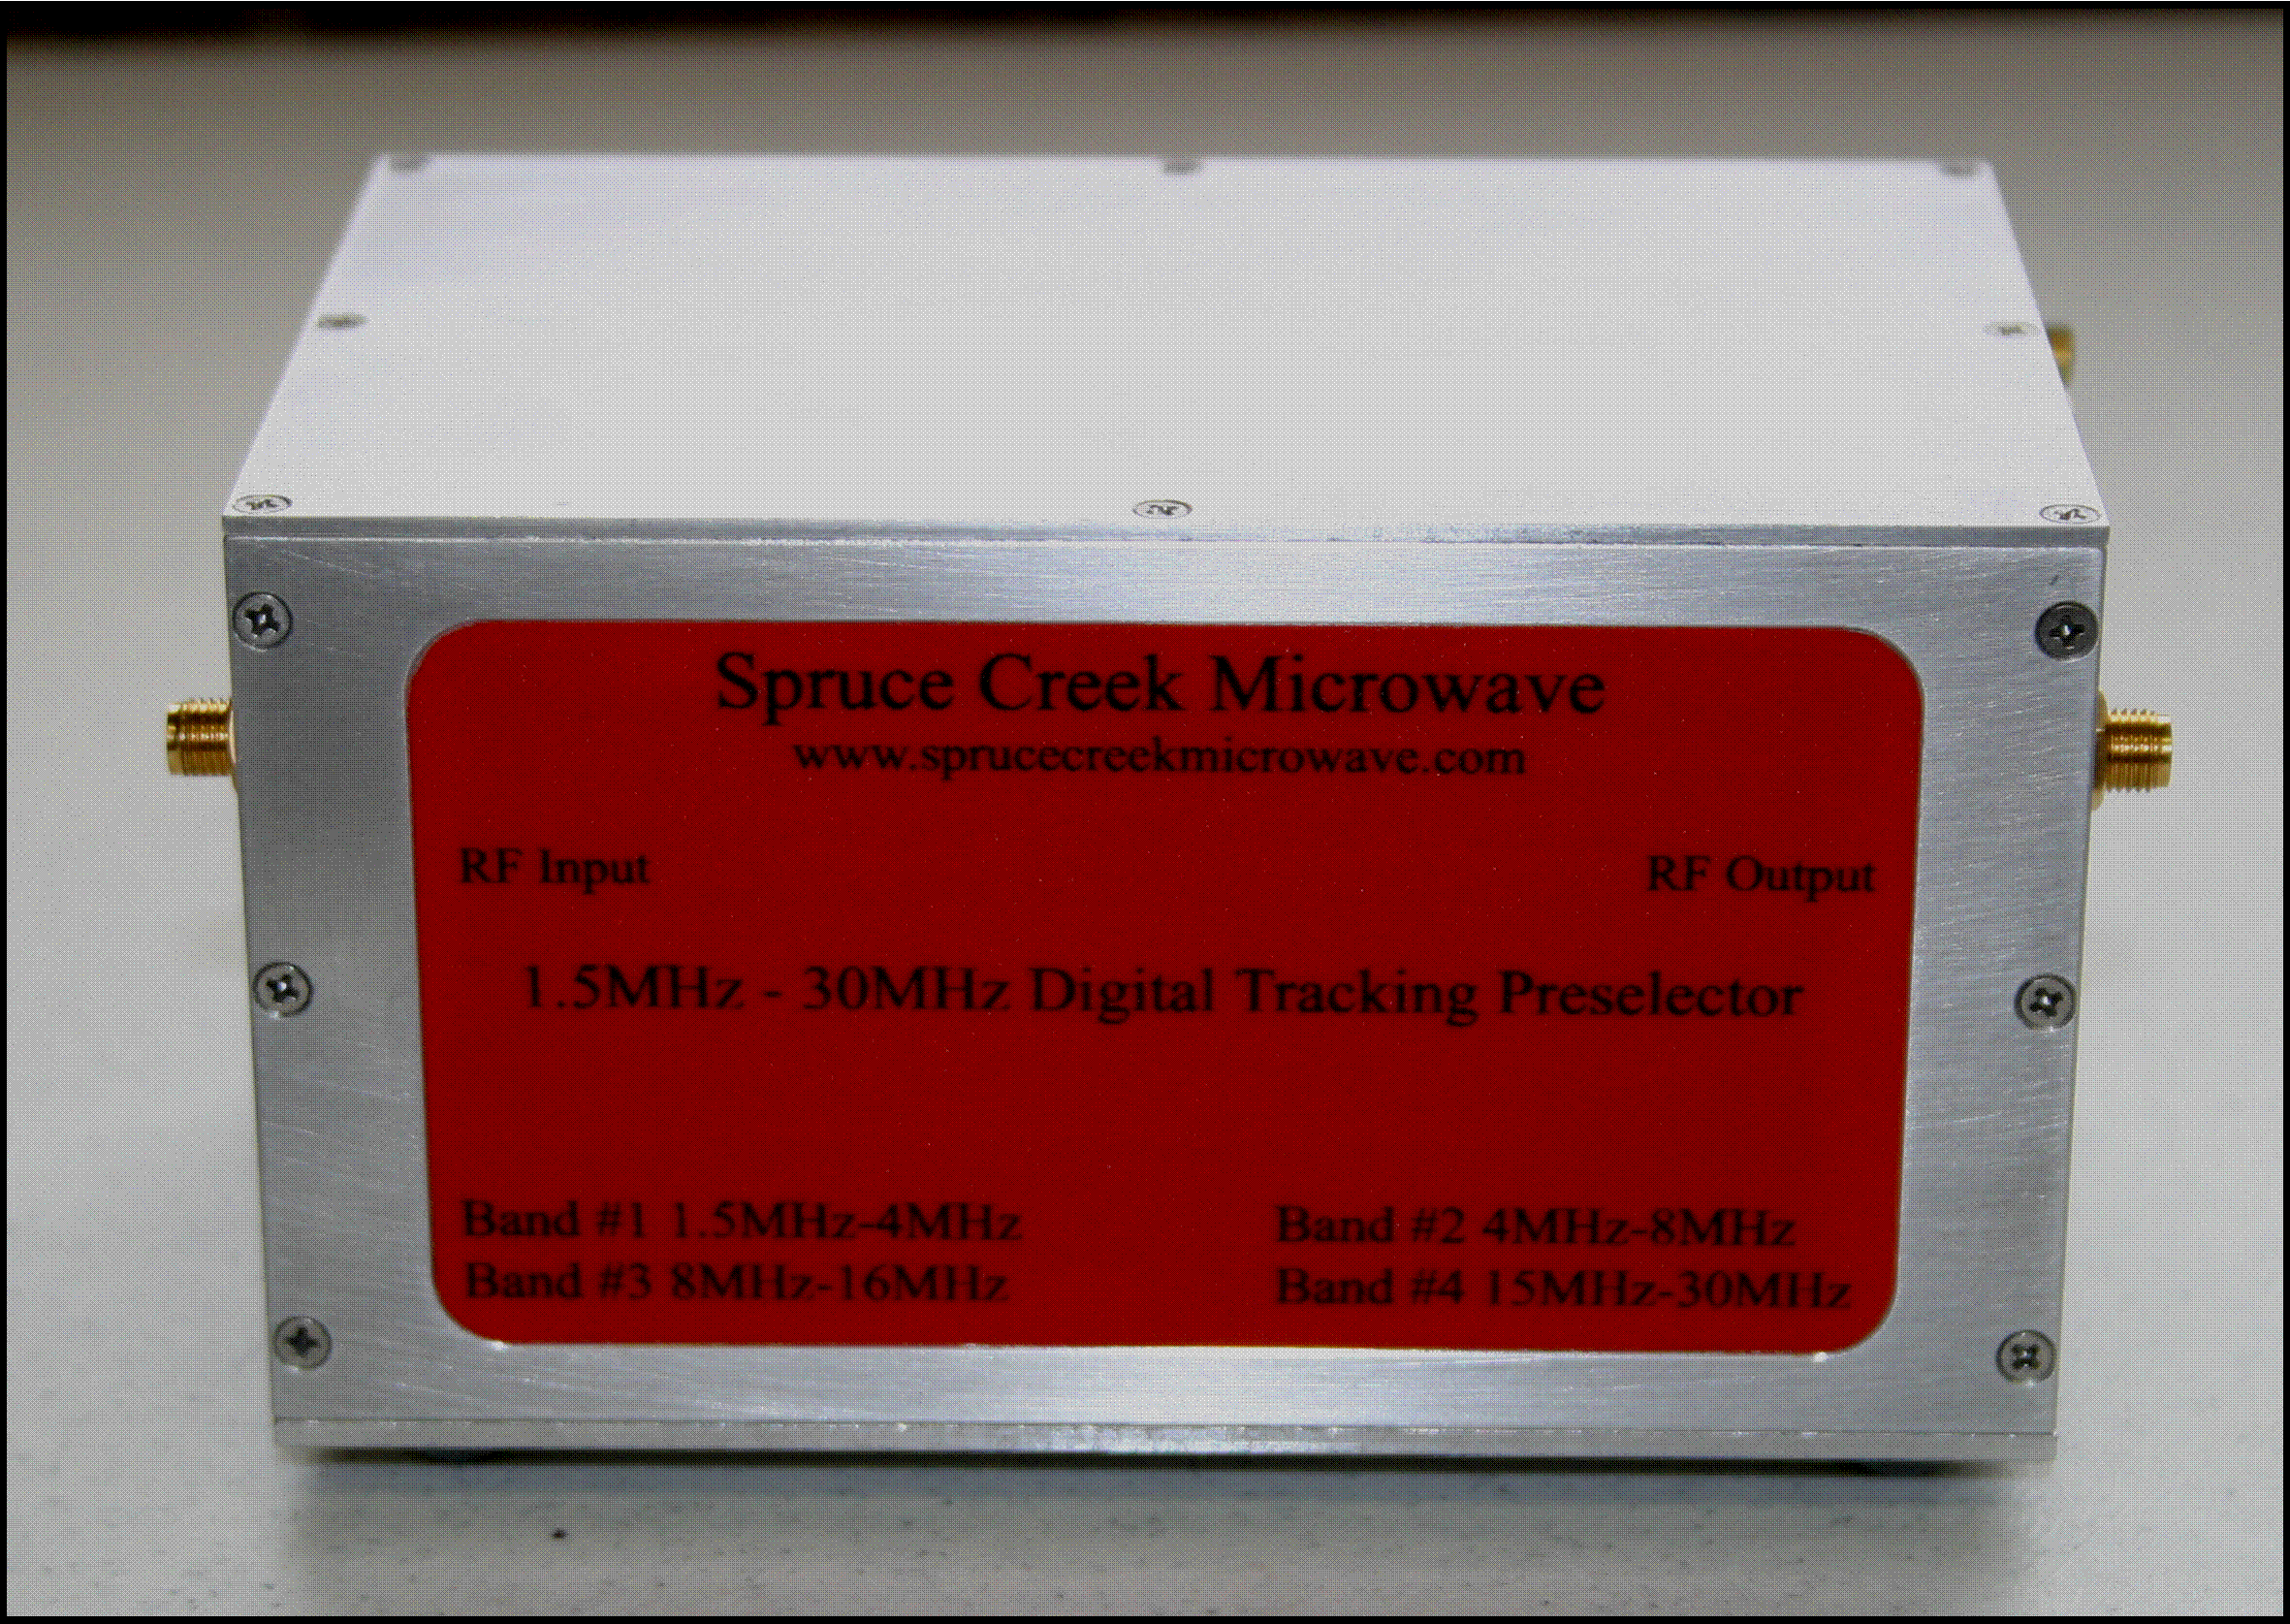 Spruce Creek Microwave
www.sprucecreekmicrowave.com
RF Input RF Output
1.5MHz - 30MHz Digital Tracking Preselector
Band #1 1.5MHz-4MHz Band #2 4MHz-8MHz
Band #3 8MHz-16MHz Band #4 15MHz-30MHz